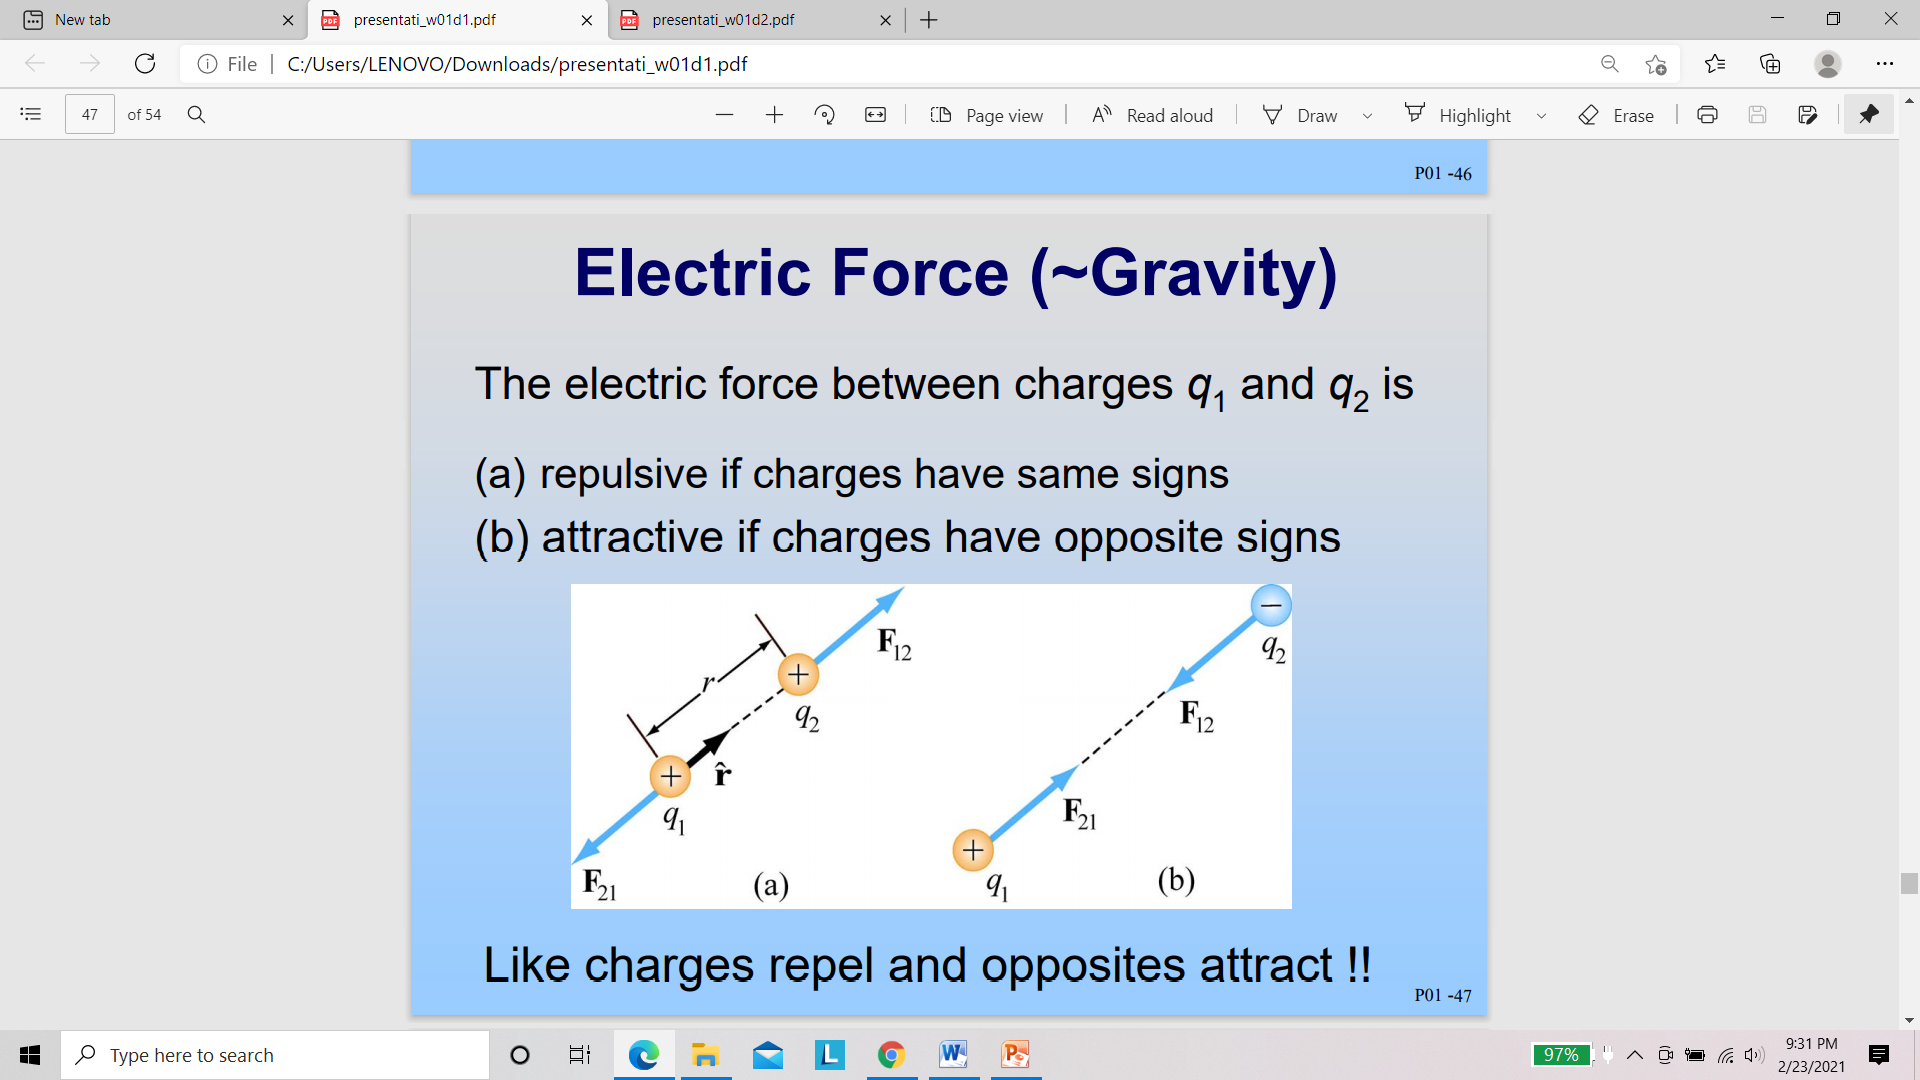 New tab
presentati_w01d1.pdf
presentati_w01d2.pdf
File
C:/Users/LENOVO/Downloads/presentati_w01d1.pdf
47 of 54
Page view
Read aloud
Draw
Highlight
Erase
P01 -46
Electric Force (~Gravity)
The electric force between charges q1 and q2 is
(a) repulsive if charges have same signs
(b) attractive if charges have opposite signs
F12
r
+
q2
r̂
+
q1
F21
(a)
−
q2
F12
F21
+
q1
(b)
Like charges repel and opposites attract !!
P01 -47
Type here to search
97%
9:31 PM
2/23/2021